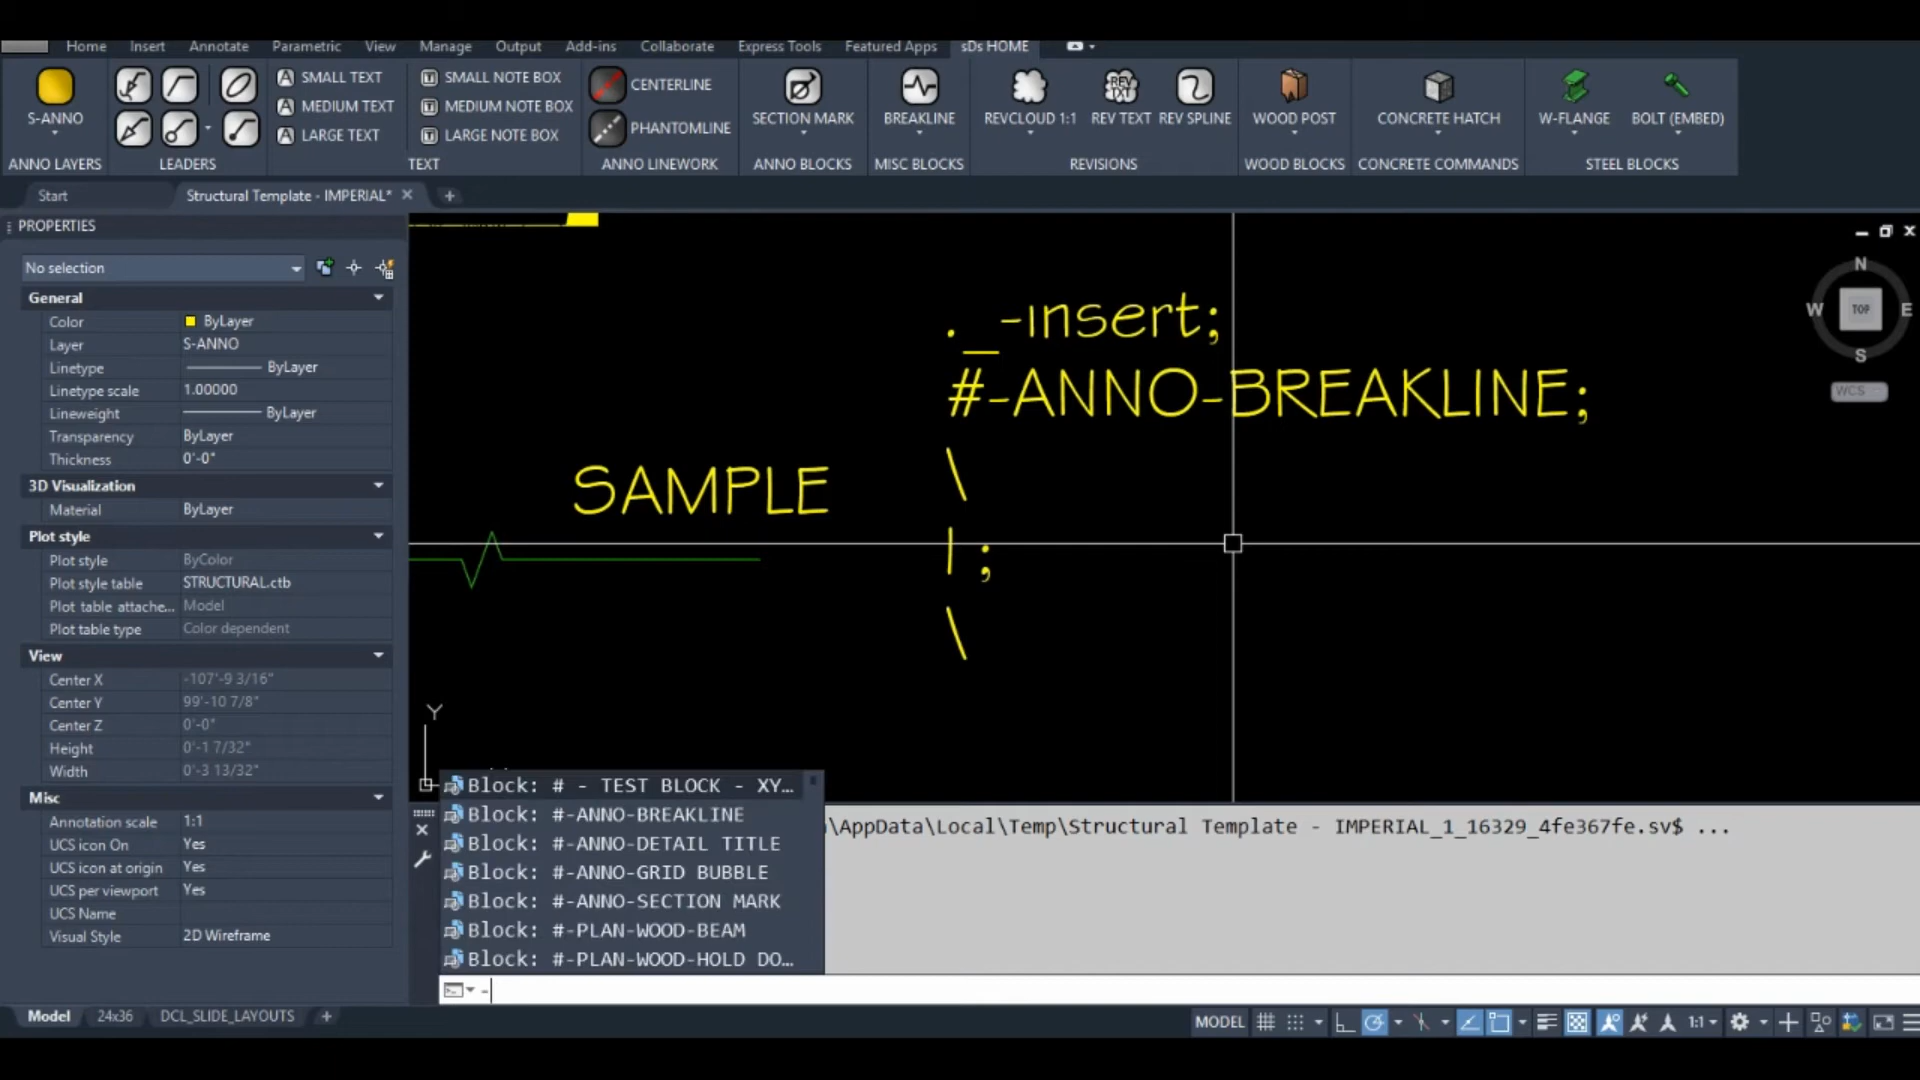 Home Insert Annotate Parametric View Manage Output Add-ins Collaborate Express Tools Featured Apps sDs HOME
S-ANNO
SMALL TEXT
MEDIUM TEXT
LARGE TEXT
SMALL NOTE BOX
MEDIUM NOTE BOX
LARGE NOTE BOX
CENTERLINE
PHANTOMLINE
SECTION MARK
BREAKLINE
REVCLOUD 1:1
REV TXT
REV TEXT
REV SPLINE
WOOD POST
CONCRETE HATCH
W-FLANGE
BOLT (EMBED)
ANNO LAYERS LEADERS TEXT ANNO LINEWORK ANNO BLOCKS MISC BLOCKS REVISIONS WOOD BLOCKS CONCRETE COMMANDS STEEL BLOCKS
Start Structural Template - IMPERIAL*
PROPERTIES
No selection
General
Color ByLayer
Layer S-ANNO
Linetype ByLayer
Linetype scale 1.00000
Lineweight ByLayer
Transparency ByLayer
Thickness 0'-0"
3D Visualization
Material ByLayer
Plot style
Plot style ByColor
Plot style table STRUCTURAL.ctb
Plot table attache... Model
Plot table type Color dependent
View
Center X -107'-9 3/16"
Center Y 99'-10 7/8"
Center Z 0'-0"
Height 0'-1 7/32"
Width 0'-3 13/32"
Misc
Annotation scale 1:1
UCS icon On Yes
UCS icon at origin Yes
UCS per viewport Yes
UCS Name
Visual Style 2D Wireframe
._-insert;
#-ANNO-BREAKLINE;
\
|;
\
SAMPLE
Y
N
W TOP E
S
WCS
Block: # - TEST BLOCK - XY...
Block: #-ANNO-BREAKLINE
Block: #-ANNO-DETAIL TITLE
Block: #-ANNO-GRID BUBBLE
Block: #-ANNO-SECTION MARK
Block: #-PLAN-WOOD-BEAM
Block: #-PLAN-WOOD-HOLD DO...
\AppData\Local\Temp\Structural Template - IMPERIAL_1_16329_4fe367fe.sv$ ...
-
Model 24x36 DCL_SLIDE_LAYOUTS
MODEL 1:1